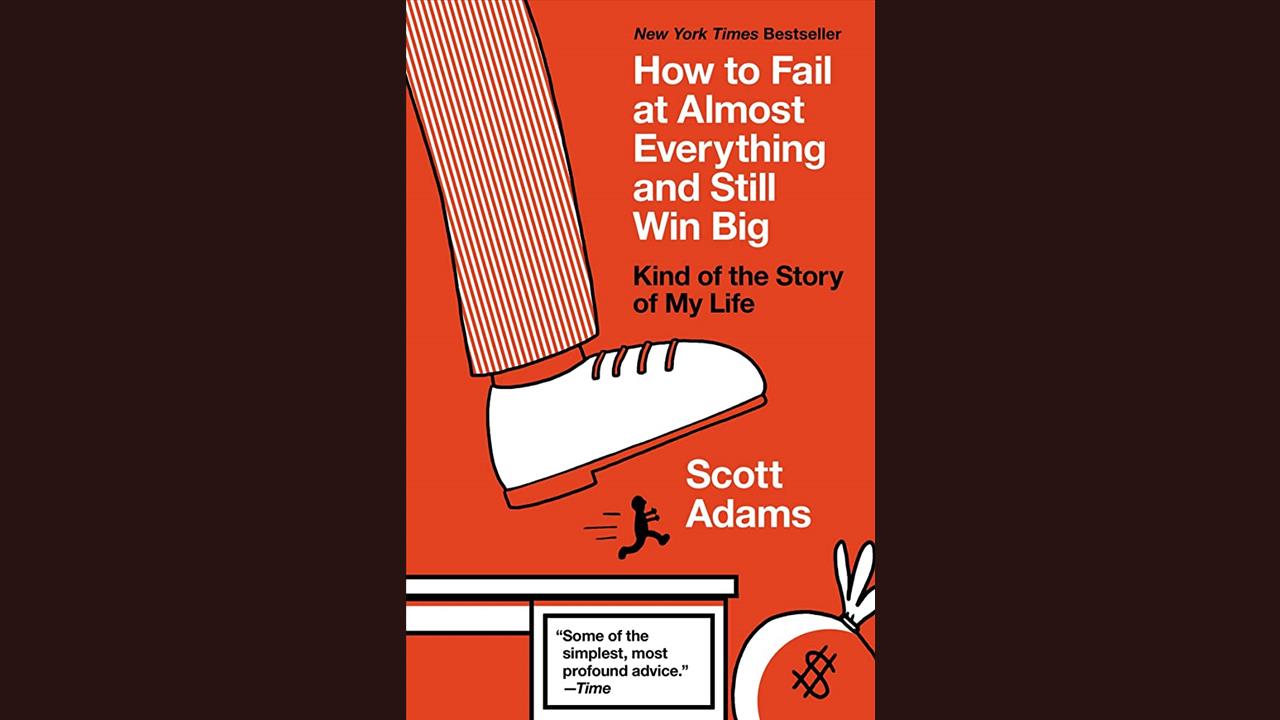 New York Times Bestseller
How to Fail
at Almost
Everything
and Still
Win Big
Kind of the Story
of My Life
Scott
Adams
“Some of the
simplest, most
profound advice.”
—Time
$